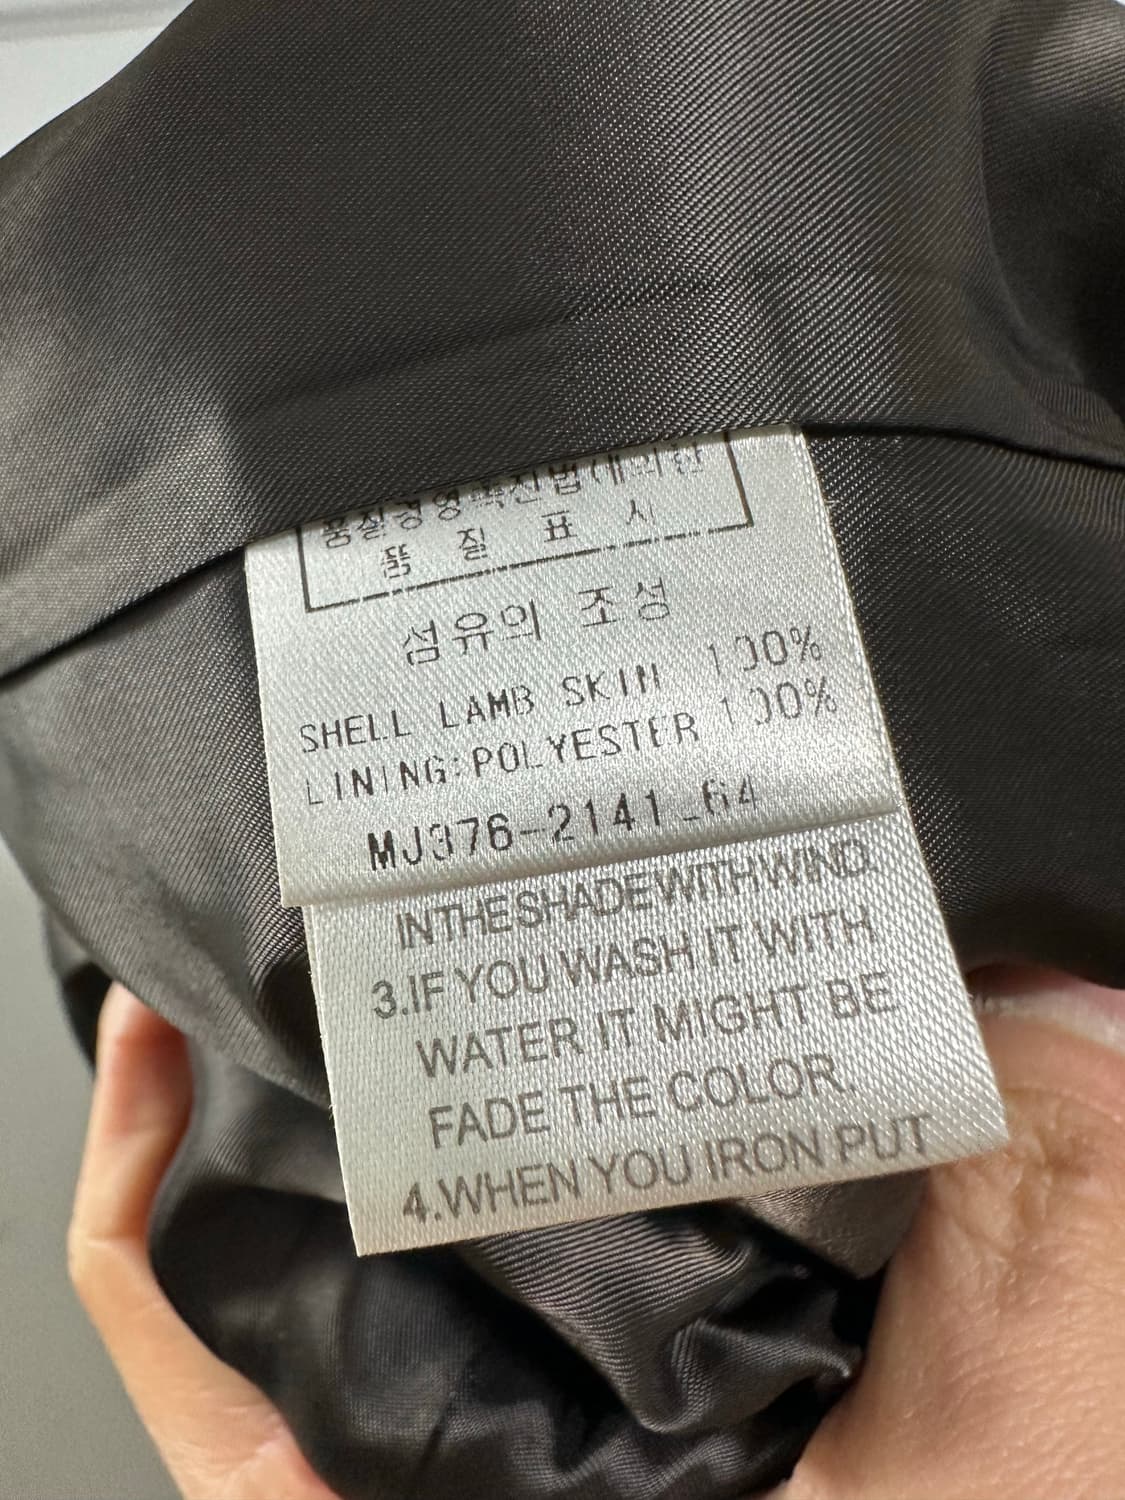 품질경영촉진법에의한
품 질 표 시
섬유의 조성
SHELL LAMB SKIN 100%
LINING:POLYESTER 100%
MJ376-2141_64
IN THE SHADE WITH WIND.
3.IF YOU WASH IT WITH
WATER IT MIGHT BE
FADE THE COLOR.
4.WHEN YOU IRON PUT